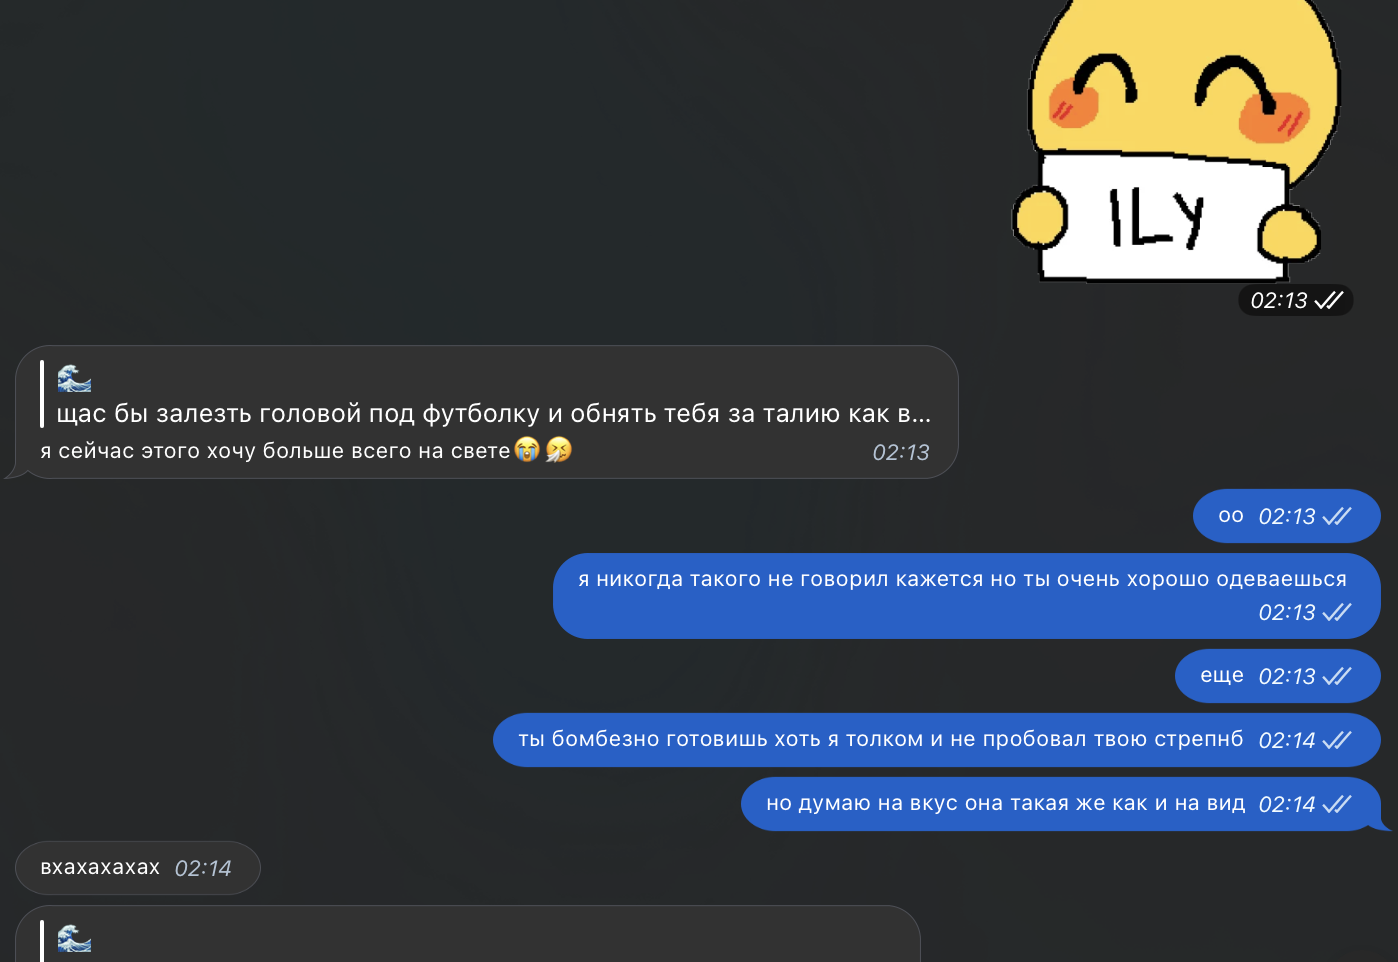 ILY
02:13
🌊
щас бы залезть головой под футболку и обнять тебя за талию как в...
я сейчас этого хочу больше всего на свете😭🤧 02:13
оо 02:13
я никогда такого не говорил кажется но ты очень хорошо одеваешься
02:13
еще 02:13
ты бомбезно готовишь хоть я толком и не пробовал твою стрепнб 02:14
но думаю на вкус она такая же как и на вид 02:14
вхахахахах 02:14
🌊